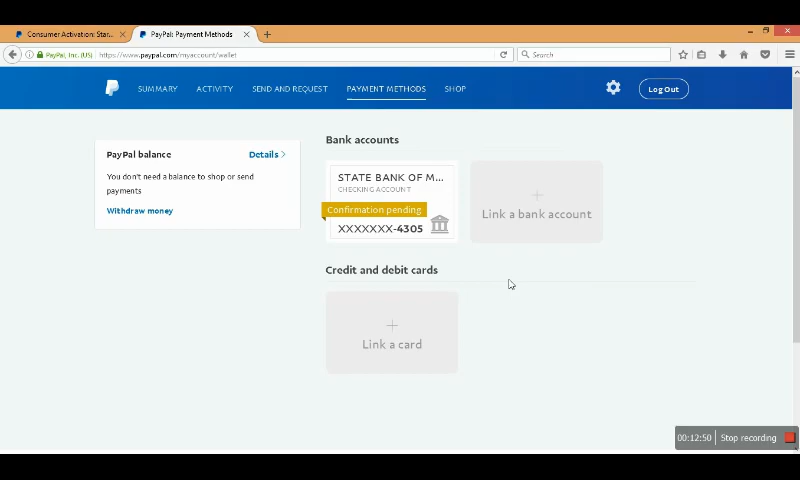 Consumer Activation: Star...
PayPal: Payment Methods
PayPal, Inc. (US)
https://www.paypal.com/myaccount/wallet
Search
SUMMARY
ACTIVITY
SEND AND REQUEST
PAYMENT METHODS
SHOP
Log Out
PayPal balance
Details
You don't need a balance to shop or send
payments
Withdraw money
Bank accounts
STATE BANK OF M...
CHECKING ACCOUNT
Confirmation pending
XXXXXXX-4305
Link a bank account
Credit and debit cards
Link a card
00:12:50
Stop recording